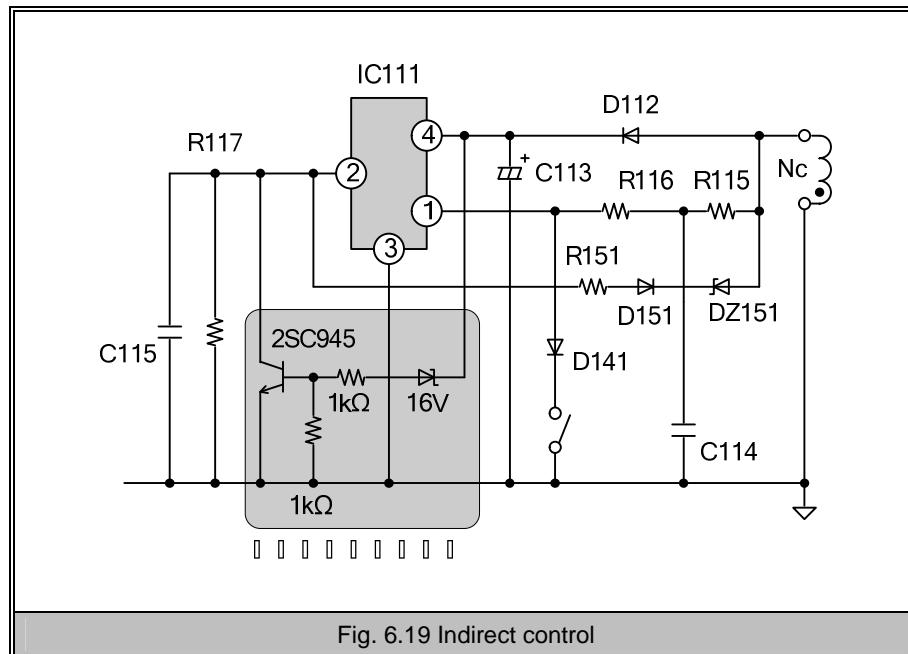 IC111
D112
R117
4
2
C113
Nc
R116
R115
1
3
R151
D151
DZ151
2SC945
C115
D141
1kΩ
16V
C114
1kΩ
Fig. 6.19 Indirect control